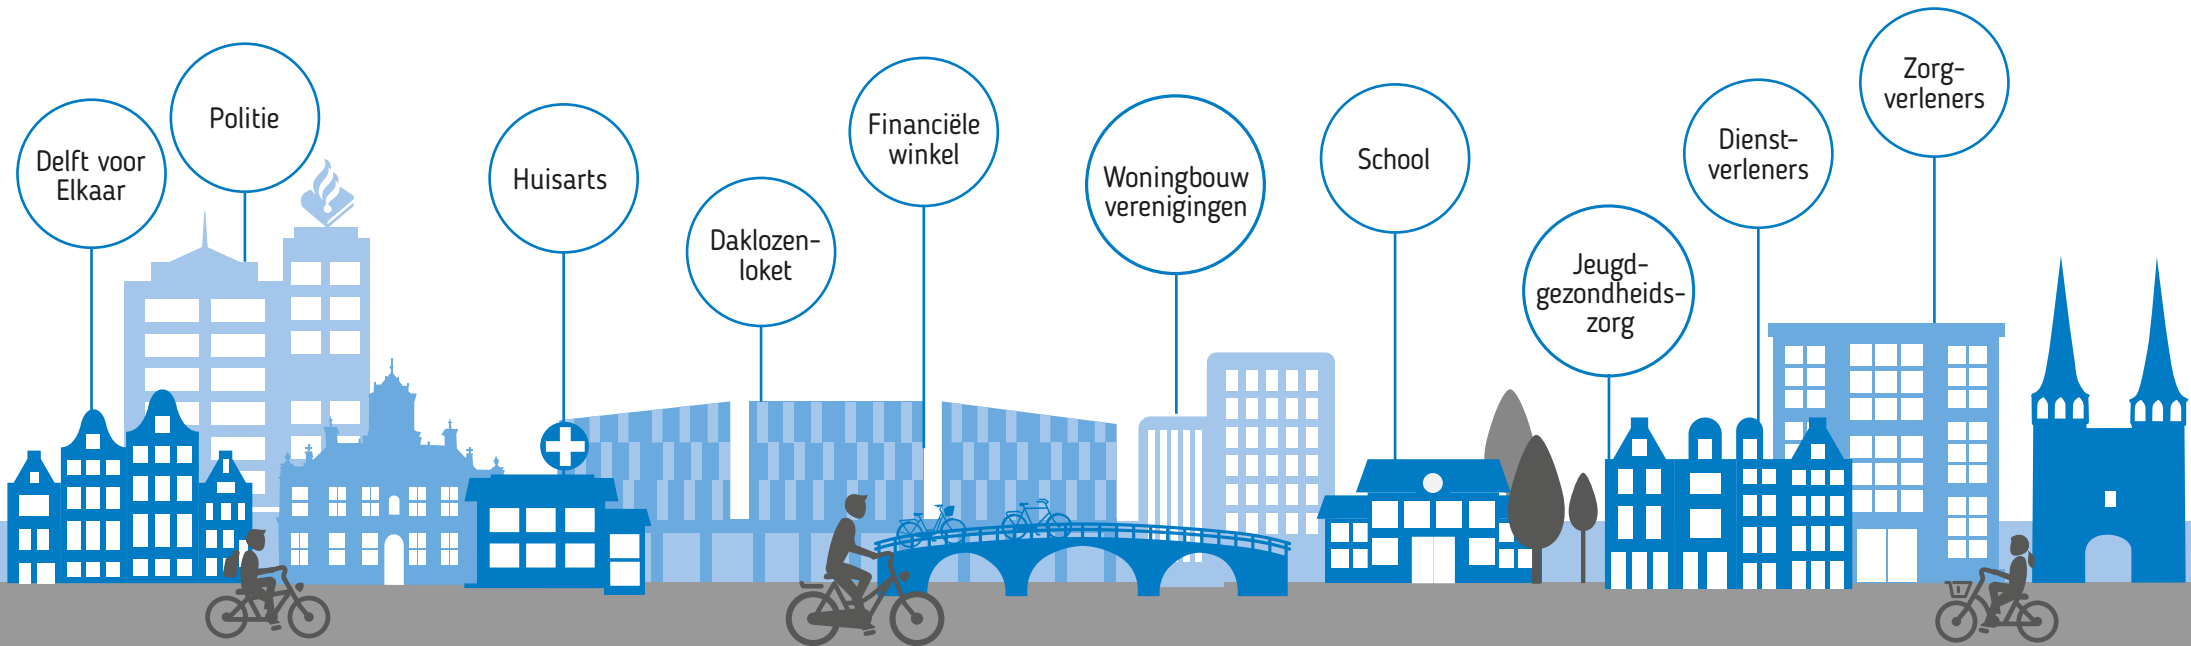 Delft voor
Elkaar
Politie
Huisarts
Daklozen-
loket
Financiële
winkel
Woningbouw
verenigingen
School
Jeugd-
gezondheids-
zorg
Dienst-
verleners
Zorg-
verleners